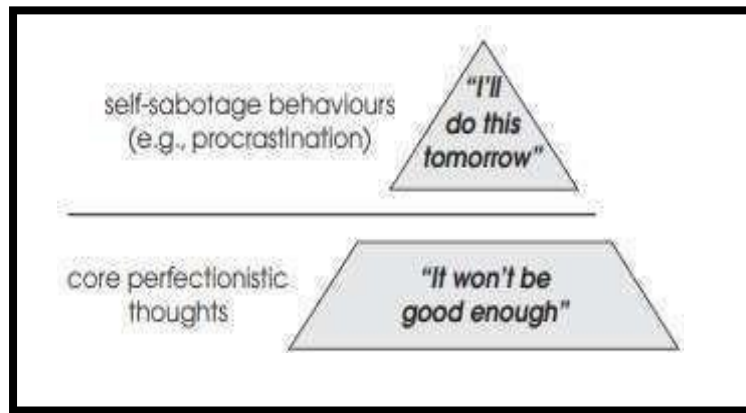 self-sabotage behaviours
(e.g., procrastination)
"I'll
do this
tomorrow"
core perfectionistic
thoughts
"It won't be
good enough"